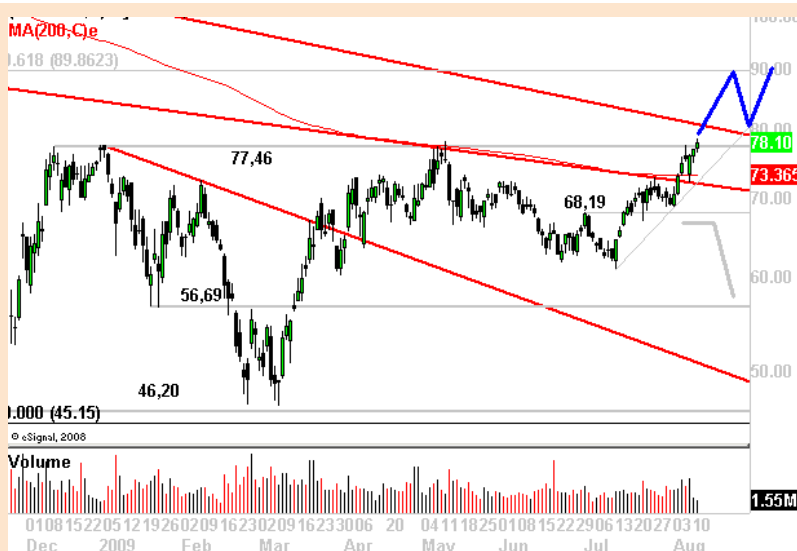 MA(200,C)e
0.618 (89.8623)
90.00
80.00
78.10
77,46
73.365
70.00
68,19
60.00
56,69
50.00
46,20
0.000 (45.15)
© eSignal, 2008
Volume
1.55M
01 08 15 22 05 12 19 26 02 09 16 23 02 09 16 23 30 06 20 04 11 18 25 01 08 15 22 29 06 13 20 27 03 10
Dec 2009 Feb Mar Apr May Jun Jul Aug